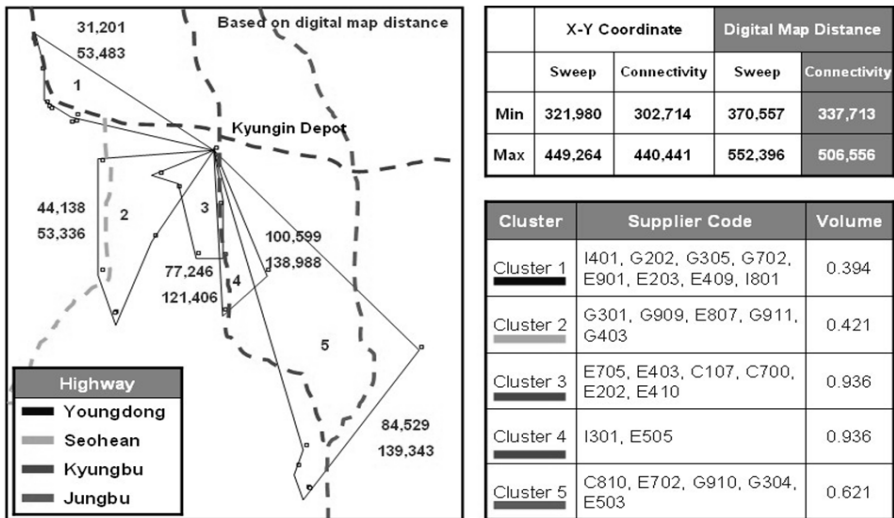 Based on digital map distance
31,201
53,483
1
Kyungin Depot
44,138
53,336
2
3
77,246
121,406
4
100,599
138,988
5
84,529
139,343
Highway
Youngdong
Seohean
Kyungbu
Jungbu
X-Y Coordinate Digital Map Distance
Sweep Connectivity Sweep Connectivity
Min 321,980 302,714 370,557 337,713
Max 449,264 440,441 552,396 506,556
Cluster Supplier Code Volume
Cluster 1 I401, G202, G305, G702, 0.394
E901, E203, E409, I801
Cluster 2 G301, G909, E807, G911, 0.421
G403
Cluster 3 E705, E403, C107, C700, 0.936
E202, E410
Cluster 4 I301, E505 0.936
Cluster 5 C810, E702, G910, G304, 0.621
E503